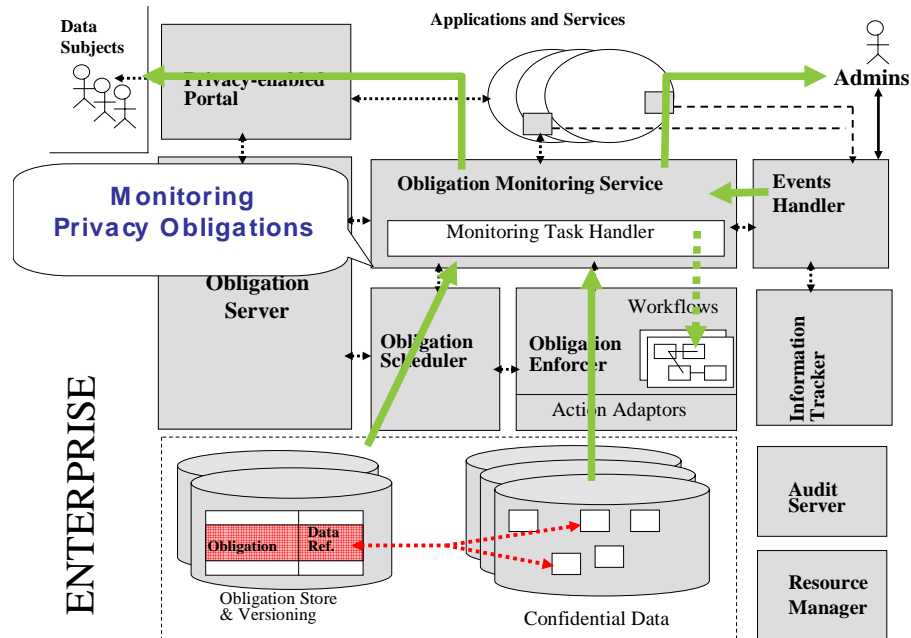 Applications and Services
Data
Subjects
Privacy-enabled
Portal
Admins
Monitoring
Privacy Obligations
Obligation Monitoring Service
Monitoring Task Handler
Events
Handler
Obligation
Server
Obligation
Scheduler
Obligation
Enforcer
Workflows
Action Adaptors
Information
Tracker
ENTERPRISE
Obligation
Data
Ref.
Obligation Store
& Versioning
Confidential Data
Audit
Server
Resource
Manager